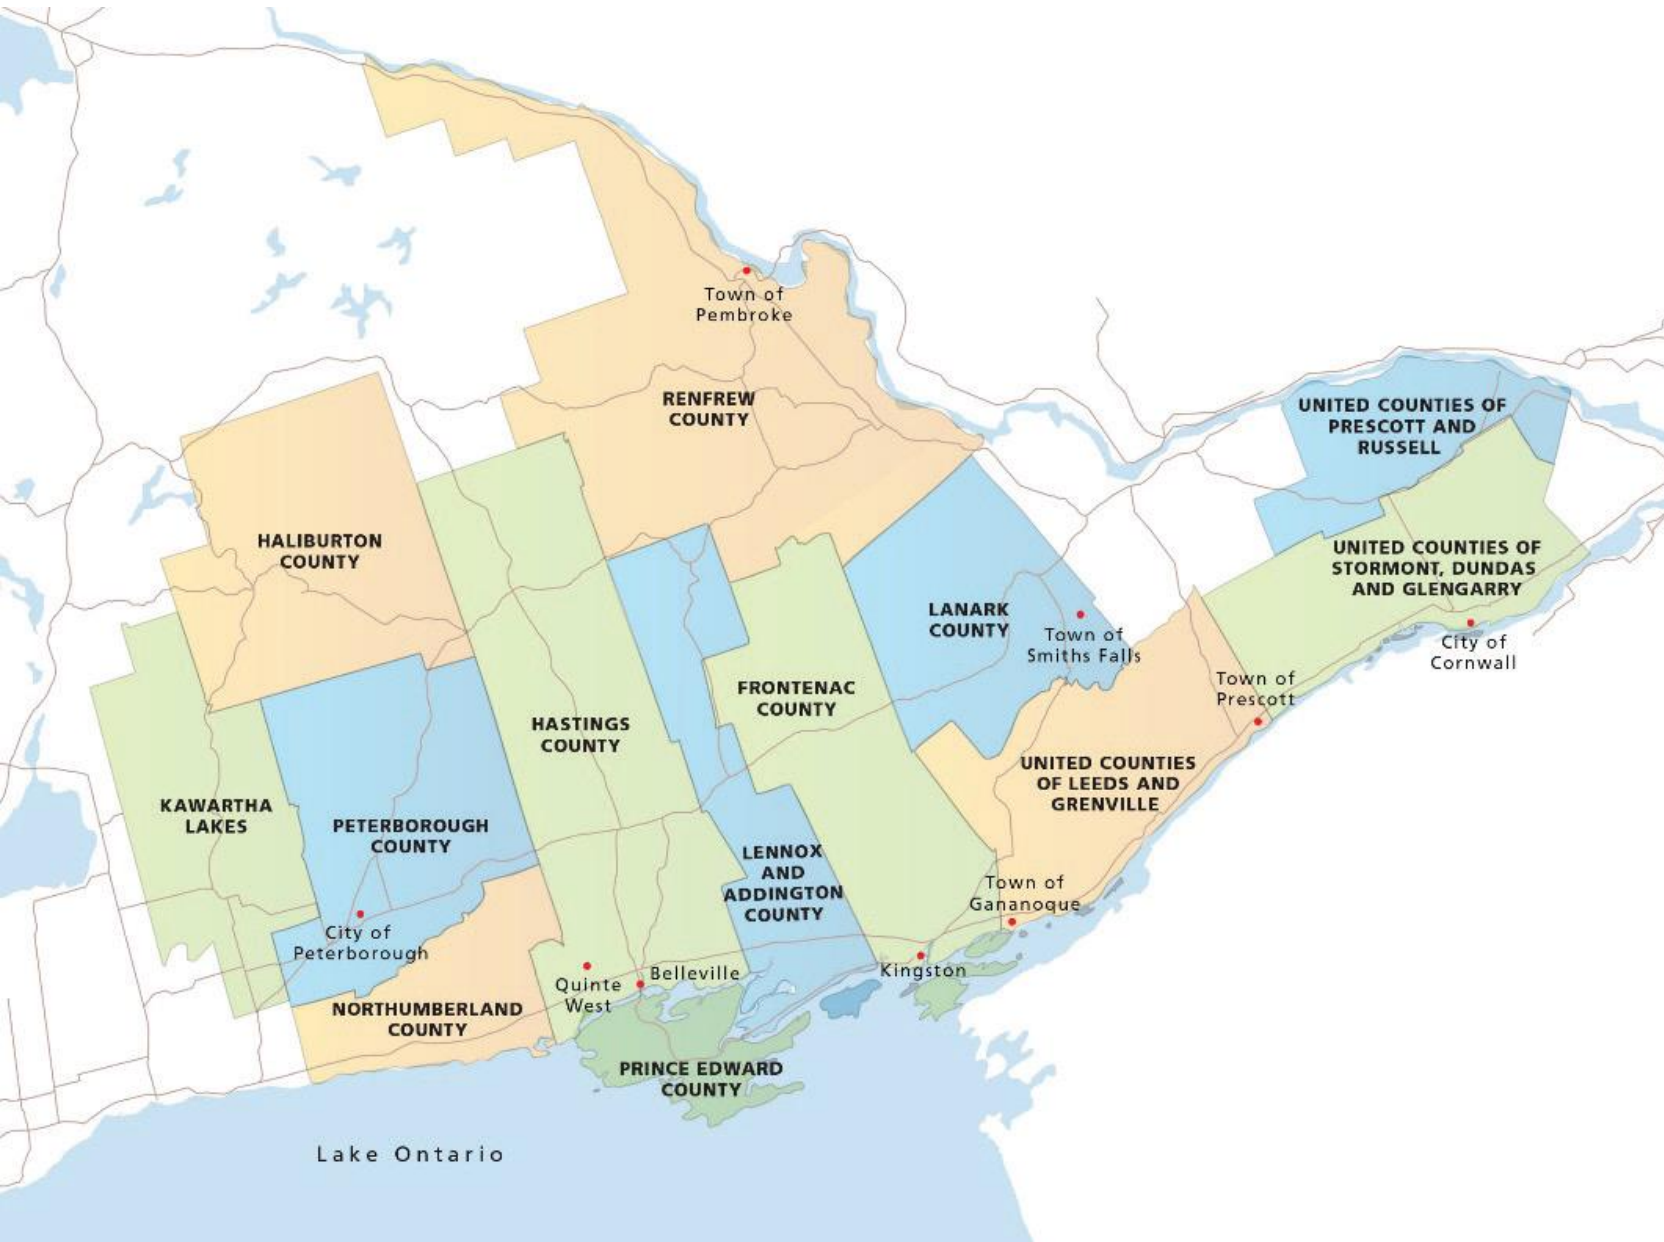 Town of
Pembroke
RENFREW
COUNTY
UNITED COUNTIES OF
PRESCOTT AND
RUSSELL
HALIBURTON
COUNTY
UNITED COUNTIES OF
STORMONT, DUNDAS
AND GLENGARRY
LANARK
COUNTY
Town of
Smiths Falls
City of
Cornwall
Town of
Prescott
FRONTENAC
COUNTY
HASTINGS
COUNTY
UNITED COUNTIES
OF LEEDS AND
GRENVILLE
KAWARTHA
LAKES
PETERBOROUGH
COUNTY
LENNOX
AND
ADDINGTON
COUNTY
Town of
Gananoque
City of
Peterborough
Kingston
Belleville
Quinte
West
NORTHUMBERLAND
COUNTY
PRINCE EDWARD
COUNTY
Lake Ontario